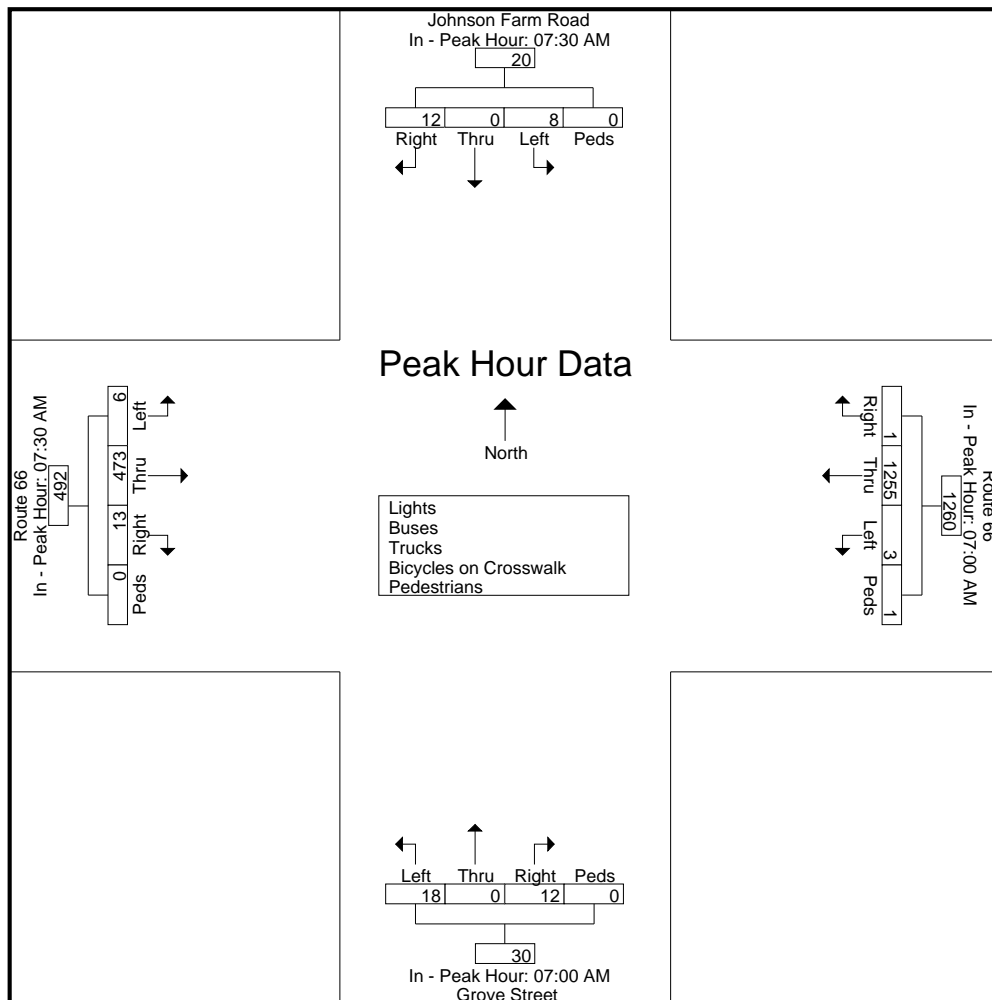 Johnson Farm Road
In - Peak Hour: 07:30 AM
20
12 0 8 0
Right Thru Left Peds
Peak Hour Data
North
Lights
Buses
Trucks
Bicycles on Crosswalk
Pedestrians
Route 66
In - Peak Hour: 07:30 AM
492
6 473 13 0
Left Thru Right Peds
Route 66
In - Peak Hour: 07:00 AM
1260
1 1255 3 1
Right Thru Left Peds
Left Thru Right Peds
18 0 12 0
30
In - Peak Hour: 07:00 AM
Grove Street